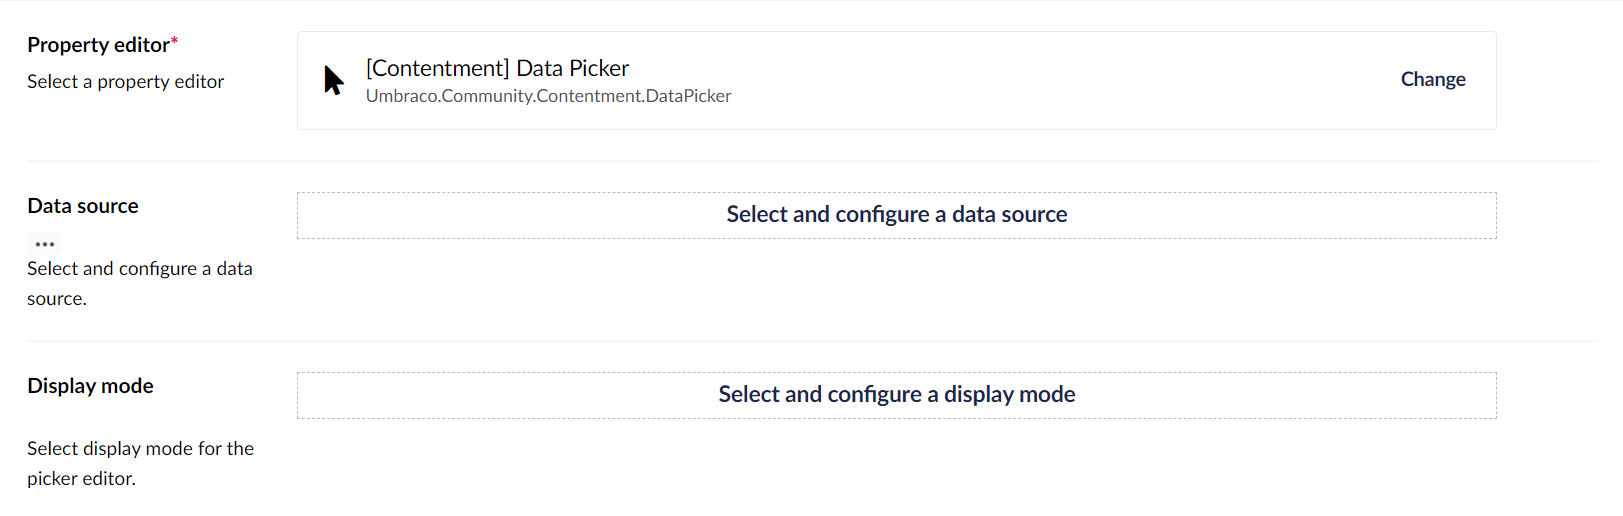 Property editor*
Select a property editor
[Contentment] Data Picker
Umbraco.Community.Contentment.DataPicker
Change
Data source
Select and configure a data
source.
Select and configure a data source
Display mode
Select display mode for the
picker editor.
Select and configure a display mode